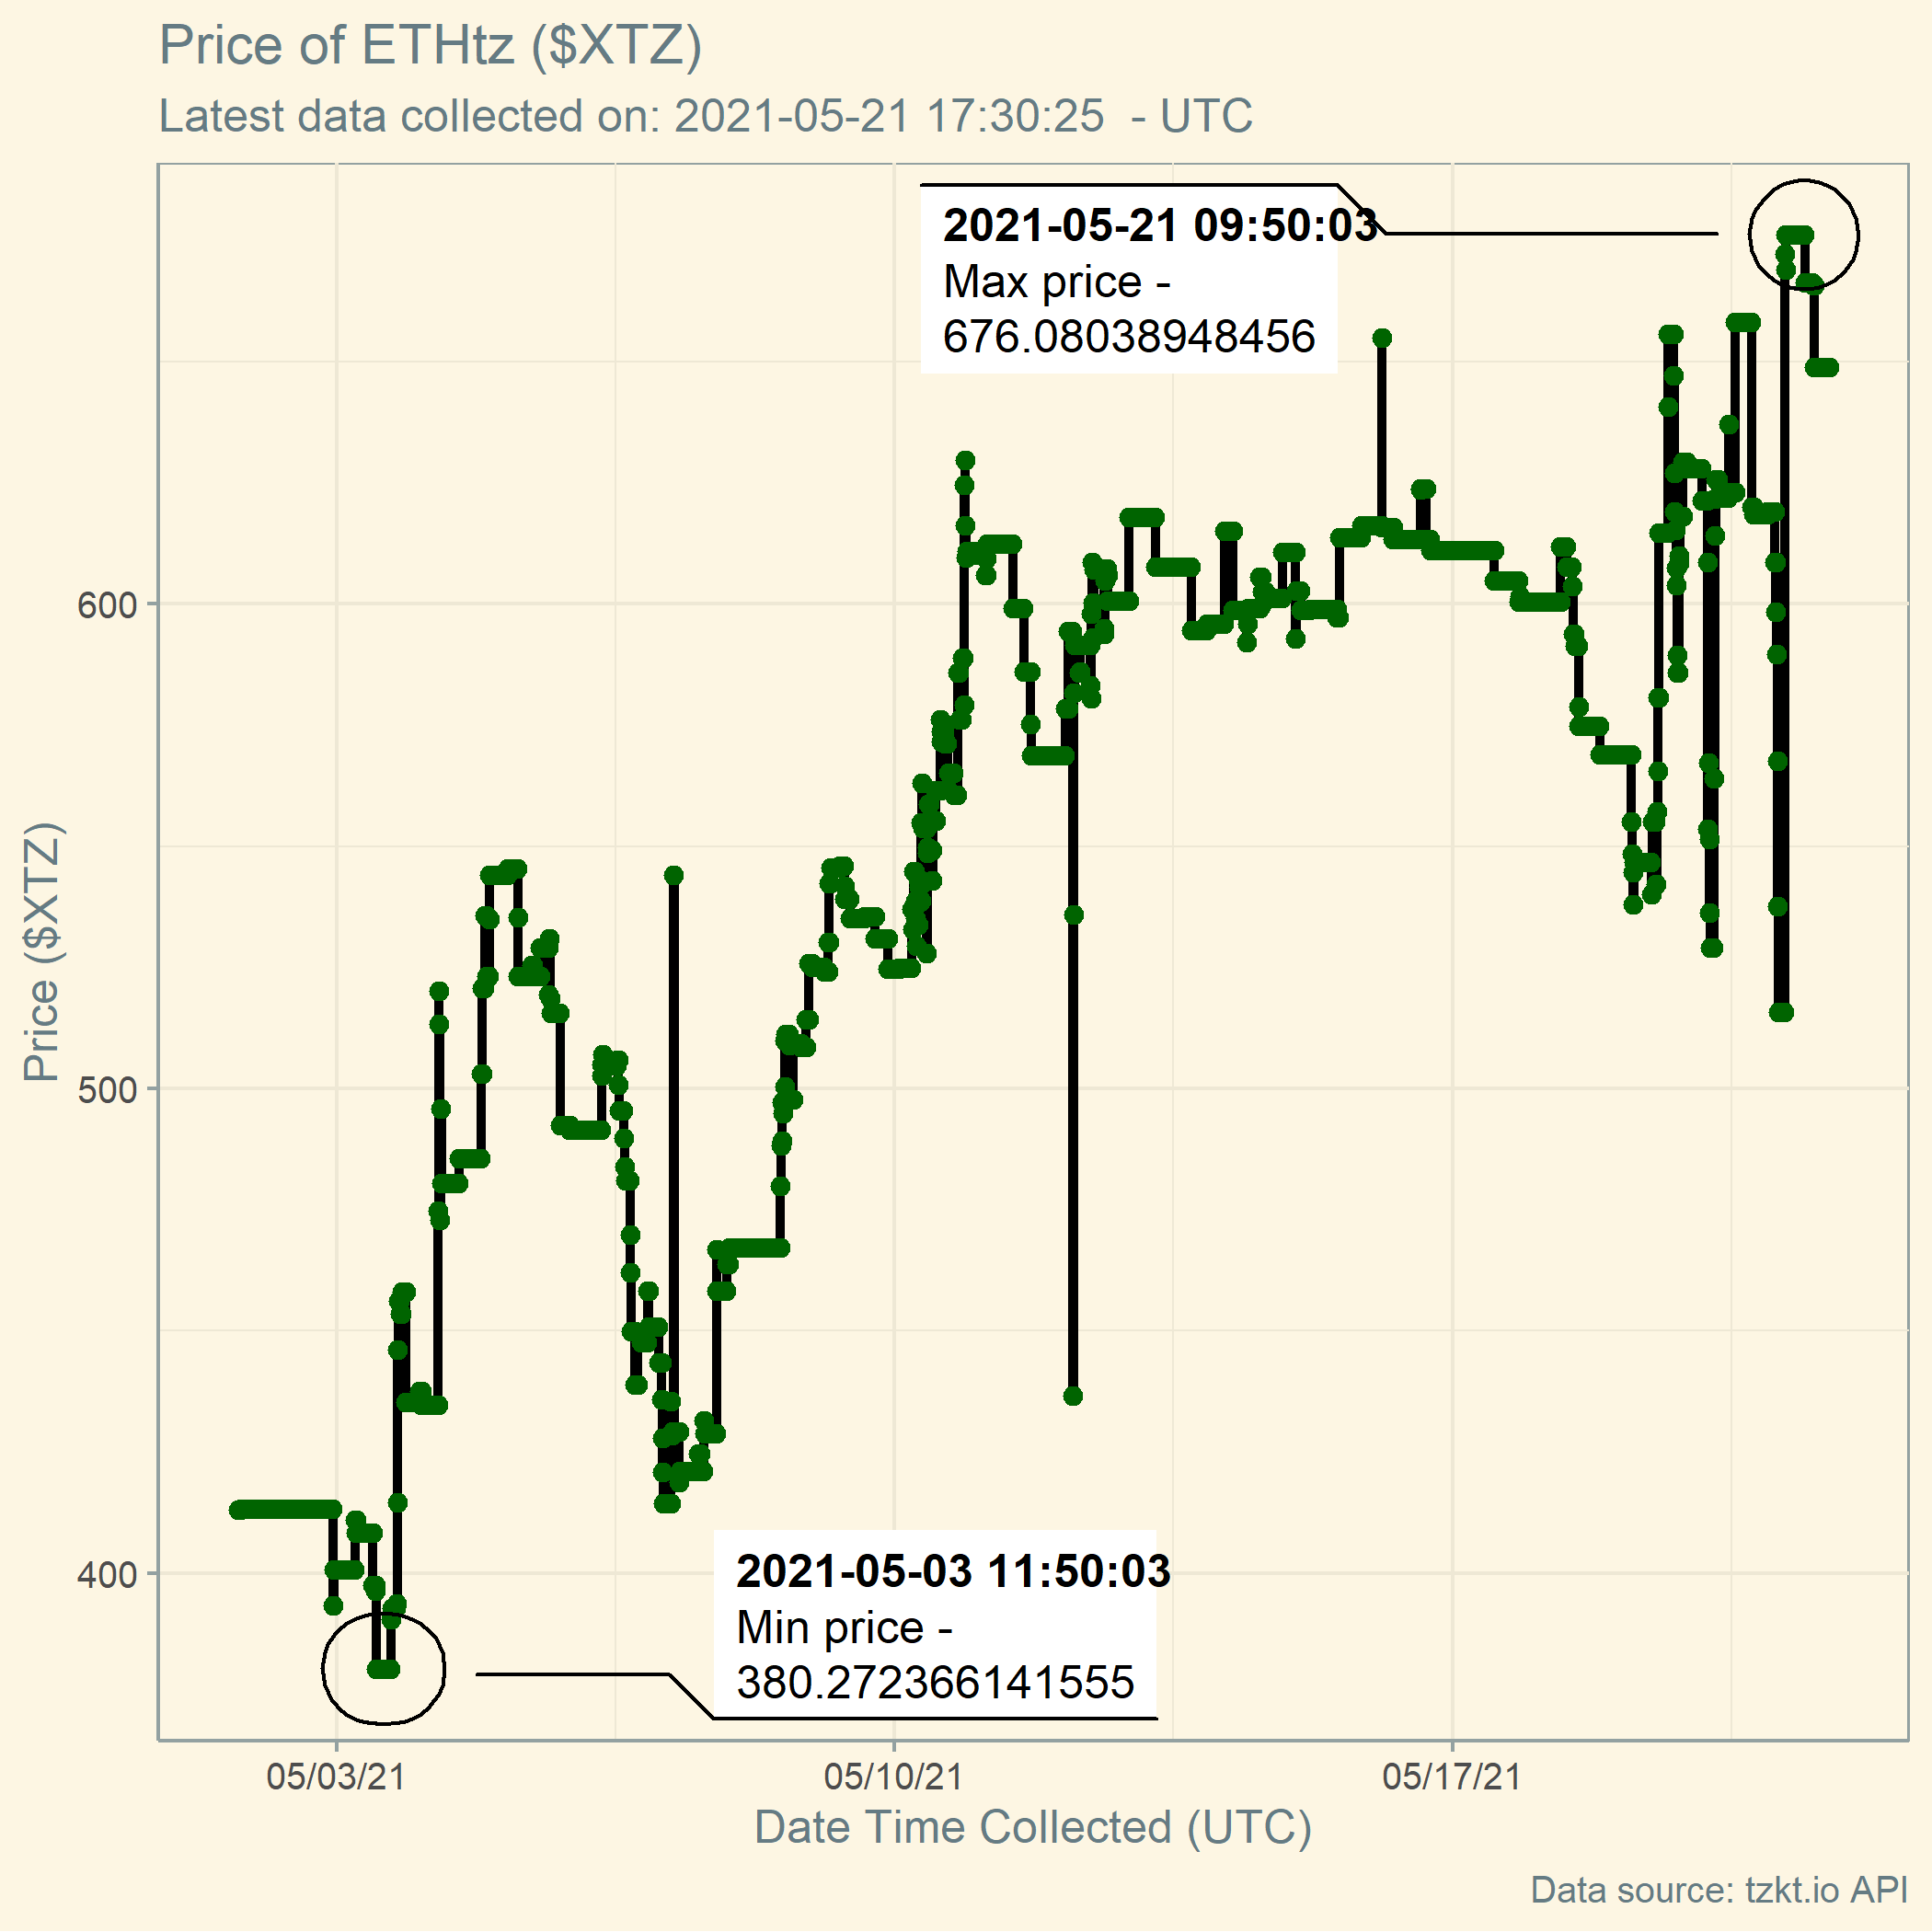 Price of ETHtz ($XTZ)
Latest data collected on: 2021-05-21 17:30:25  - UTC
2021-05-21 09:50:03
Max price -
676.08038948456
600
500
400
Price ($XTZ)
2021-05-03 11:50:03
Min price -
380.272366141555
05/03/21
05/10/21
05/17/21
Date Time Collected (UTC)
Data source: tzkt.io API